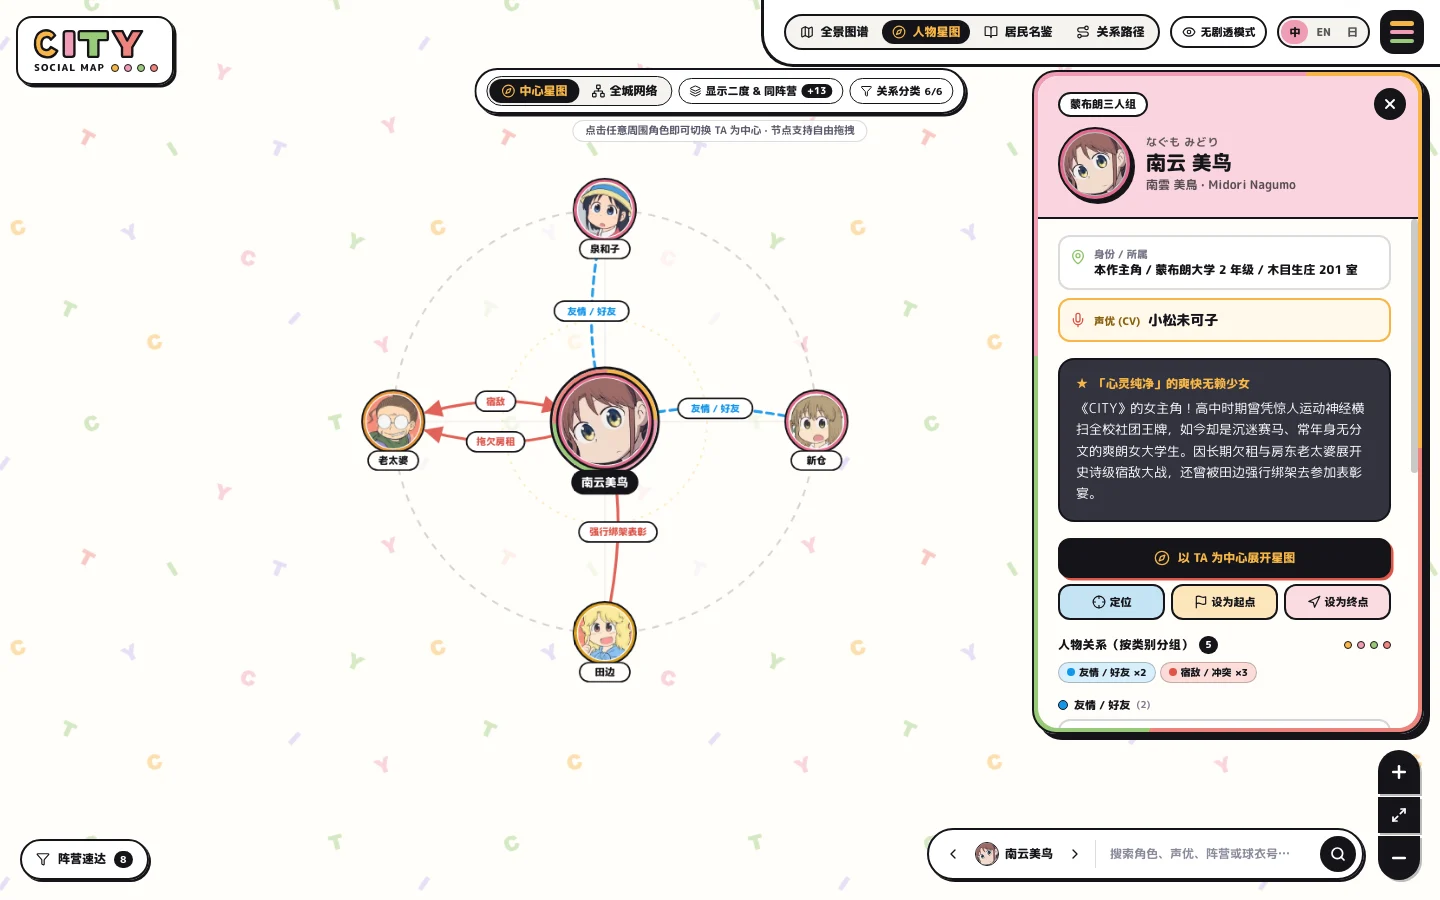 CITY
SOCIAL MAP
全景图谱
人物星图
居民名鉴
关系路径
无剧透模式
中
EN
日
中心星图
全城网络
显示二度 & 同阵营 +13
关系分类 6/6
点击任意周围角色即可切换 TA 为中心 · 节点支持自由拖拽
泉和子
友情 / 好友
宿敌
友情 / 好友
拖欠房租
老太婆
新仓
南云美鸟
强行绑架表彰
田边
蒙布朗三人组
なぐも みどり
南云 美鸟
南雲 美鳥 · Midori Nagumo
身份 / 所属
本作主角 / 蒙布朗大学 2 年级 / 木目生庄 201 室
声优 (CV) 小松未可子
★ 「心灵纯净」的爽快无赖少女
《CITY》的女主角！高中时期曾凭惊人运动神经横
扫全校社团王牌，如今却是沉迷赛马、常年身无分
文的爽朗女大学生。因长期欠租与房东老太婆展开
史诗级宿敌大战，还曾被田边强行绑架去参加表彰
宴。
以 TA 为中心展开星图
定位
设为起点
设为终点
人物关系（按类别分组） 5
友情 / 好友 ×2
宿敌 / 冲突 ×3
友情 / 好友 (2)
阵营速达 8
南云美鸟
搜索角色、声优、阵营或球衣号…